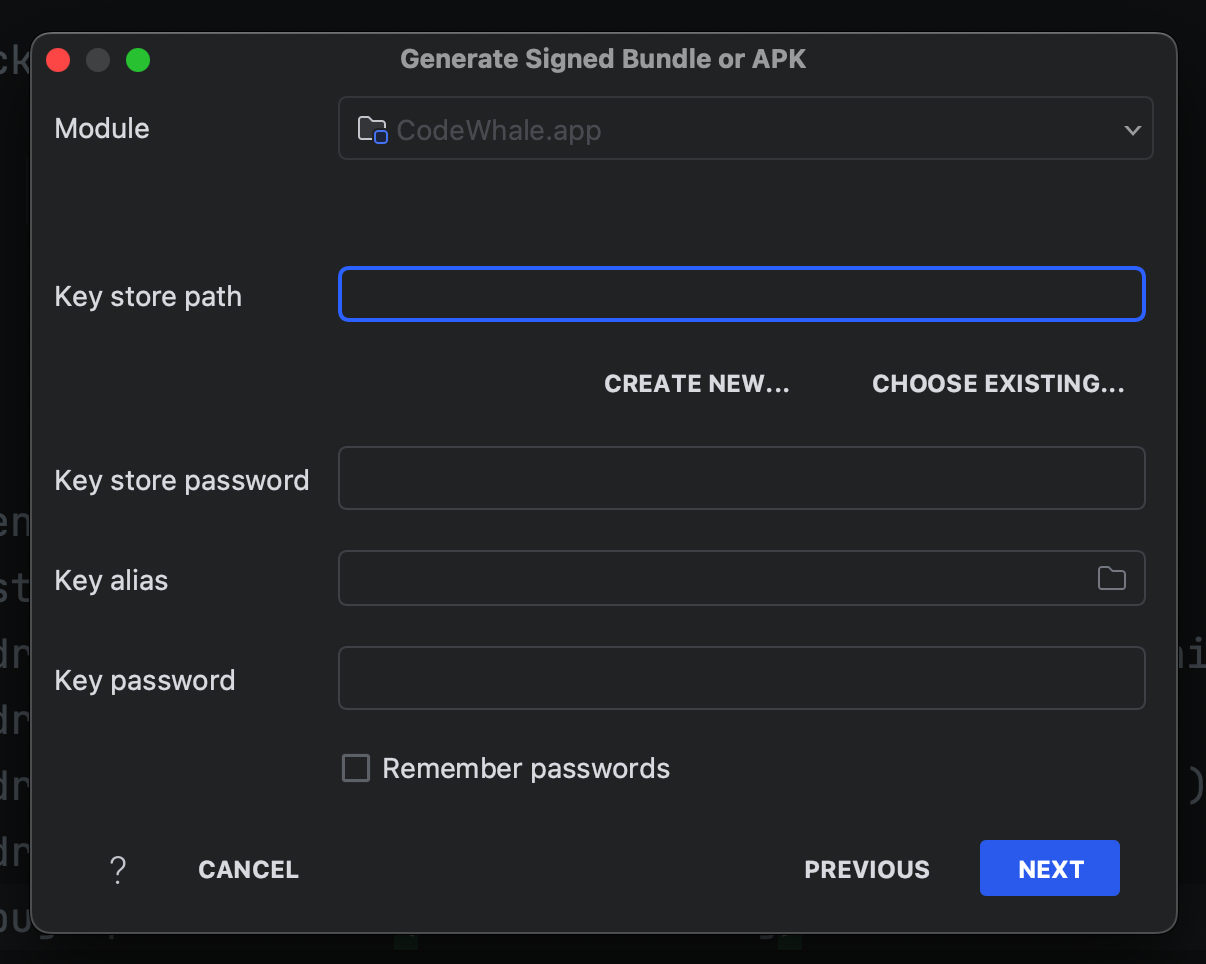 Generate Signed Bundle or APK
Module
CodeWhale.app
Key store path
CREATE NEW...
CHOOSE EXISTING...
Key store password
Key alias
Key password
Remember passwords
?
CANCEL
PREVIOUS
NEXT